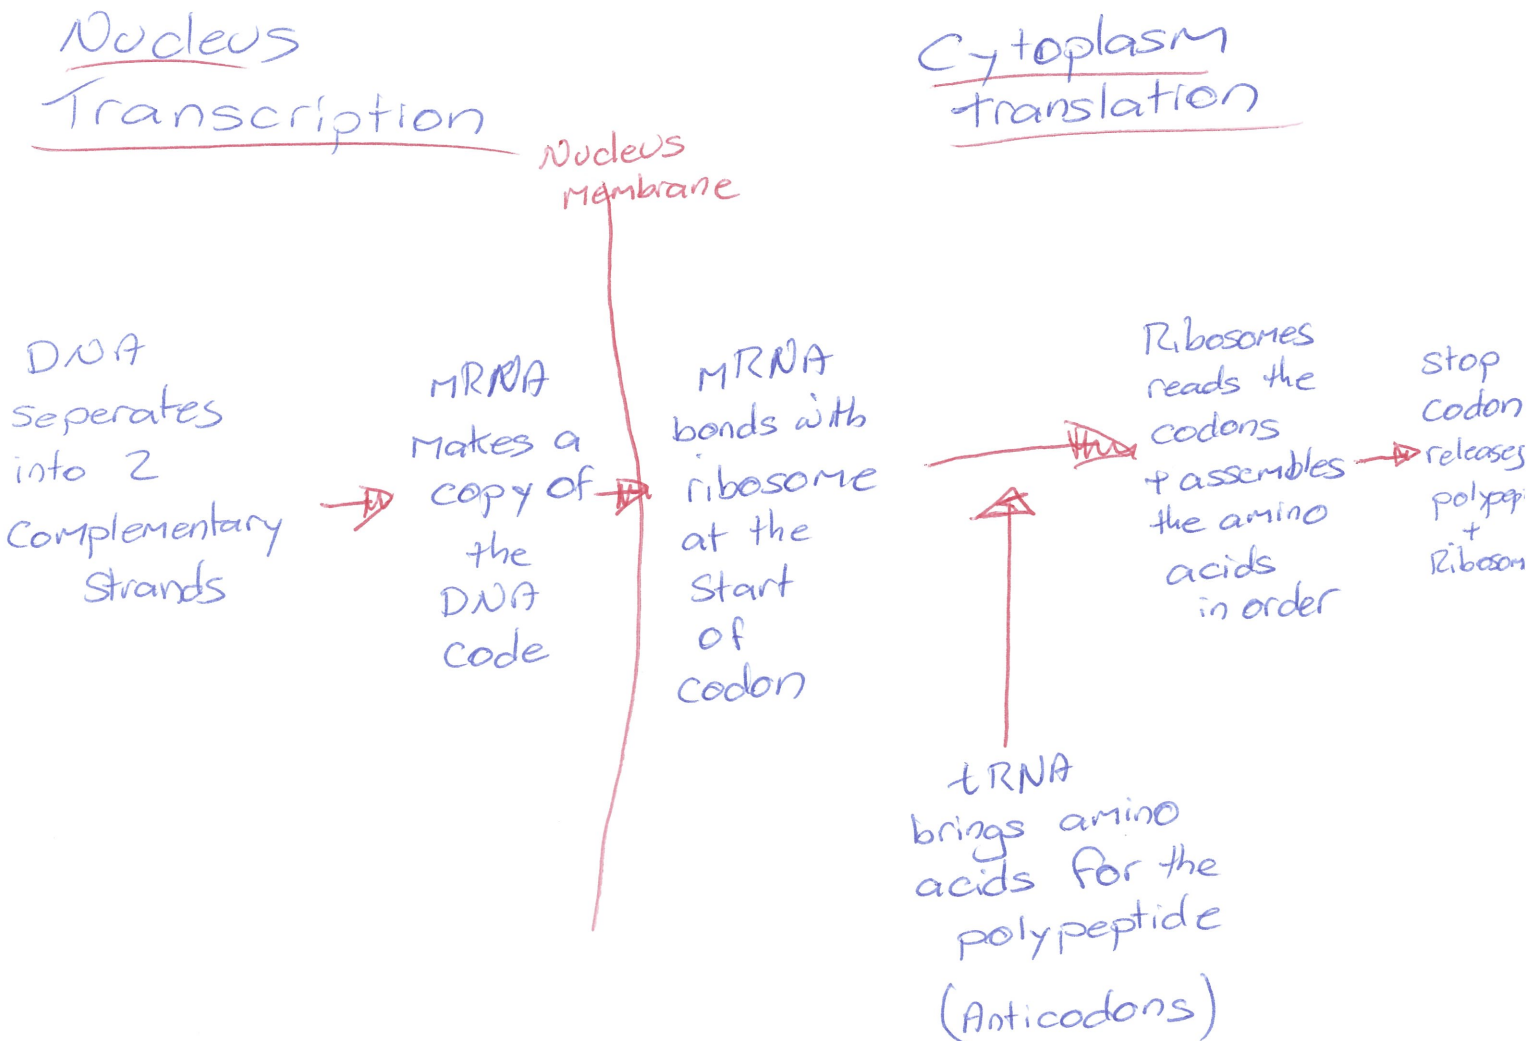 Nucleus
Transcription
Nucleus
membrane
Cytoplasm
translation
DNA
seperates
into 2
complementary
strands
mRNA
makes a
copy of
the
DNA
code
mRNA
bonds with
ribosome
at the
start
of
codon
tRNA
brings amino
acids for the
polypeptide
(Anticodons)
Ribosomes
reads the
codons
+ assembles
the amino
acids
in order
stop
codon
releases
+